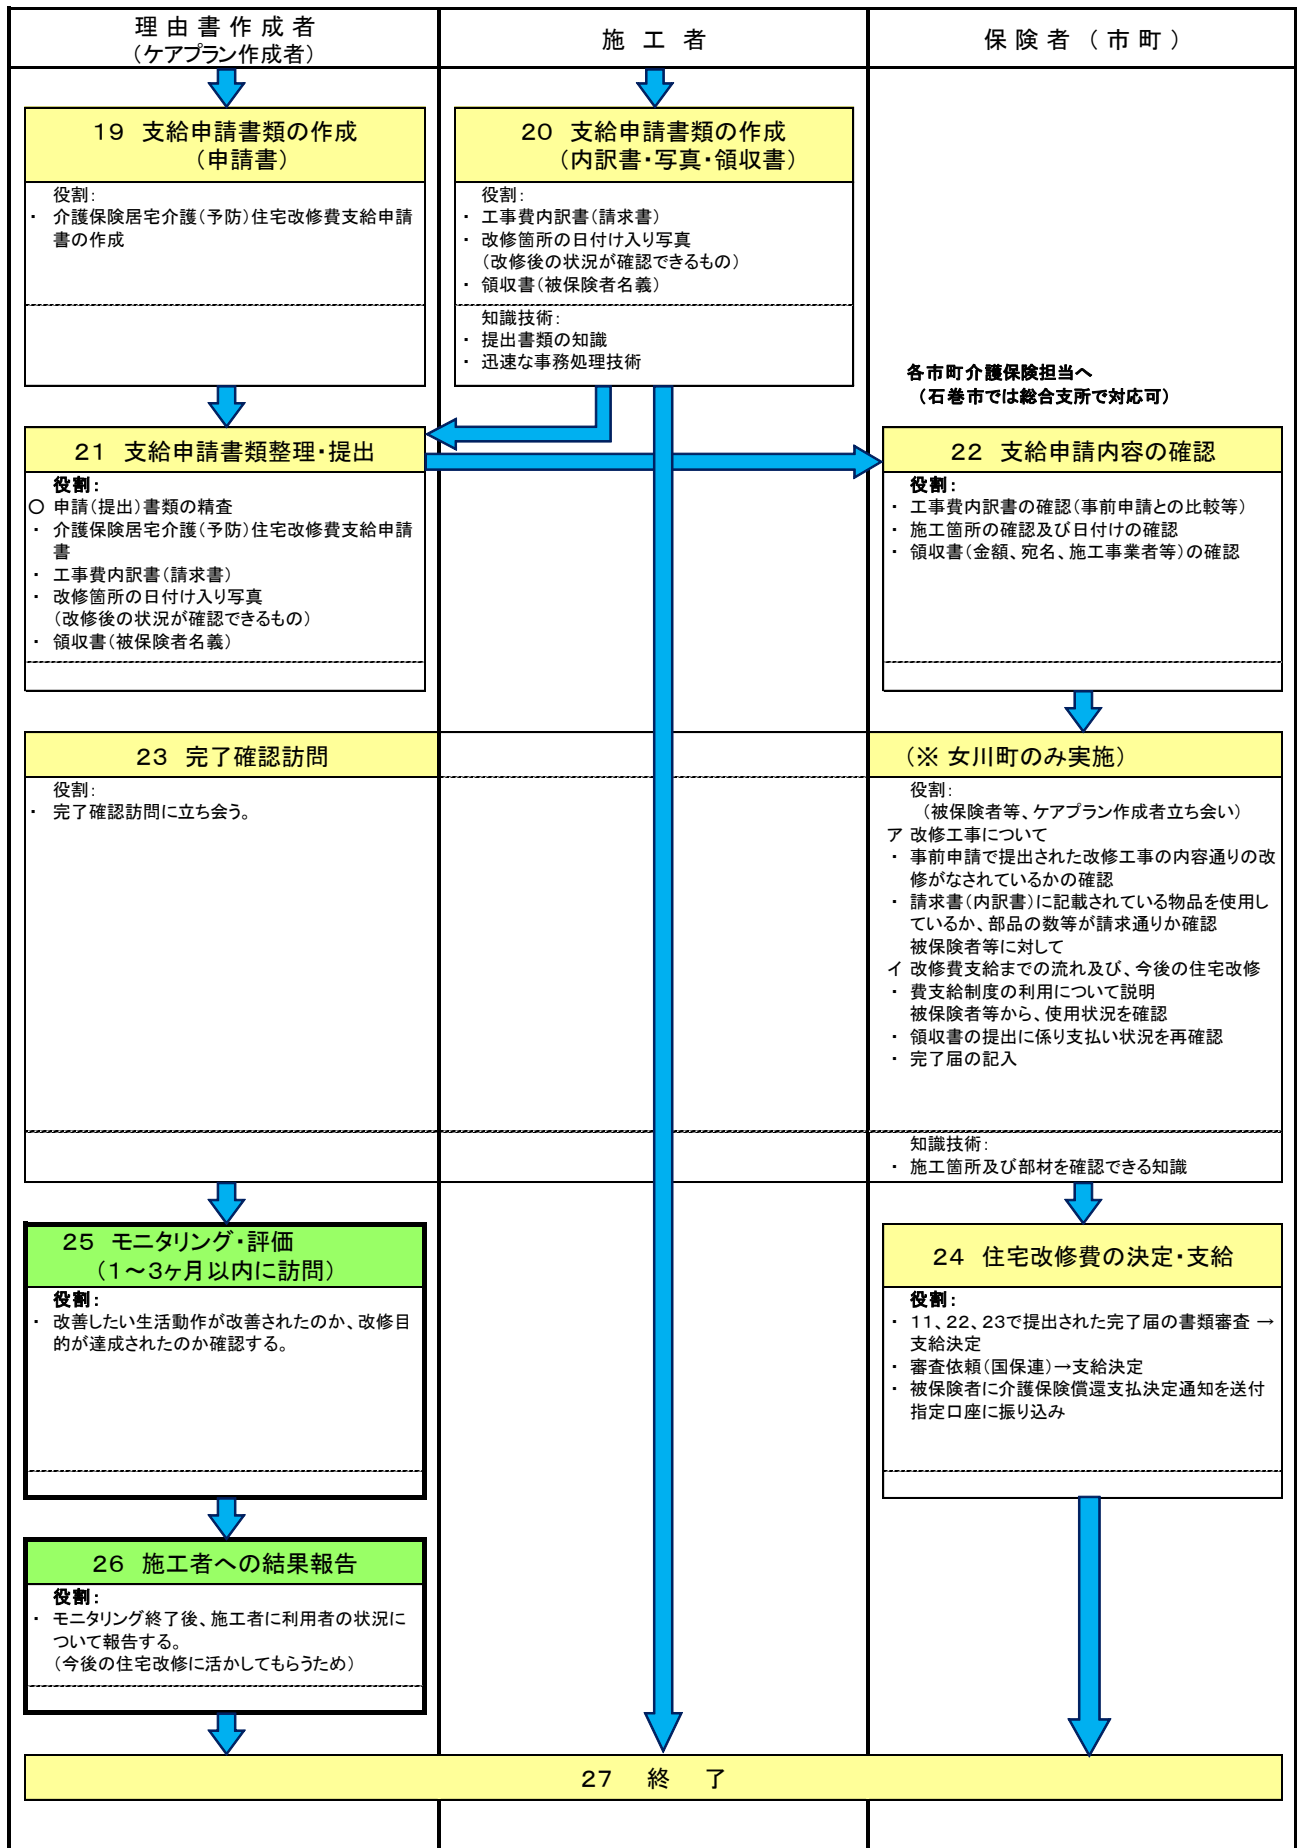 理由書作成者
（ケアプラン作成者）
施工者
保険者（市町）
19 支給申請書類の作成
（申請書）
役割：
・ 介護保険居宅介護（予防）住宅改修費支給申請
書の作成
20 支給申請書類の作成
（内訳書・写真・領収書）
役割：
・ 工事費内訳書（請求書）
・ 改修箇所の日付け入り写真
（改修後の状況が確認できるもの）
・ 領収書（被保険者名義）
知識技術：
・ 提出書類の知識
・ 迅速な事務処理技術
各市町介護保険担当へ
（石巻市では総合支所で対応可）
21 支給申請書類整理・提出
役割：
〇 申請（提出）書類の精査
・ 介護保険居宅介護（予防）住宅改修費支給申請
書
・ 工事費内訳書（請求書）
・ 改修箇所の日付け入り写真
（改修後の状況が確認できるもの）
・ 領収書（被保険者名義）
22 支給申請内容の確認
役割：
・ 工事費内訳書の確認（事前申請との比較等）
・ 施工箇所の確認及び日付けの確認
・ 領収書（金額、宛名、施工事業者等）の確認
23 完了確認訪問
役割：
・ 完了確認訪問に立ち会う。
（※ 女川町のみ実施）
役割：
（被保険者等、ケアプラン作成者立ち会い）
ア 改修工事について
・ 事前申請で提出された改修工事の内容通りの改
修がなされているかの確認
・ 請求書（内訳書）に記載されている物品を使用し
ているか、部品の数等が請求通りか確認
被保険者等に対して
イ 改修費支給までの流れ及び、今後の住宅改修
・ 費支給制度の利用について説明
被保険者等から、使用状況を確認
・ 領収書の提出に係り支払い状況を再確認
・ 完了届の記入
知識技術：
・ 施工箇所及び部材を確認できる知識
25 モニタリング・評価
（1～3ヶ月以内に訪問）
役割：
・ 改善したい生活動作が改善されたのか、改修目
的が達成されたのか確認する。
24 住宅改修費の決定・支給
役割：
・ 11、22、23で提出された完了届の書類審査 →
支給決定
・ 審査依頼（国保連）→支給決定
・ 被保険者に介護保険償還支払決定通知を送付
指定口座に振り込み
26 施工者への結果報告
役割：
・ モニタリング終了後、施工者に利用者の状況に
ついて報告する。
（今後の住宅改修に活かしてもらうため）
27 終 了